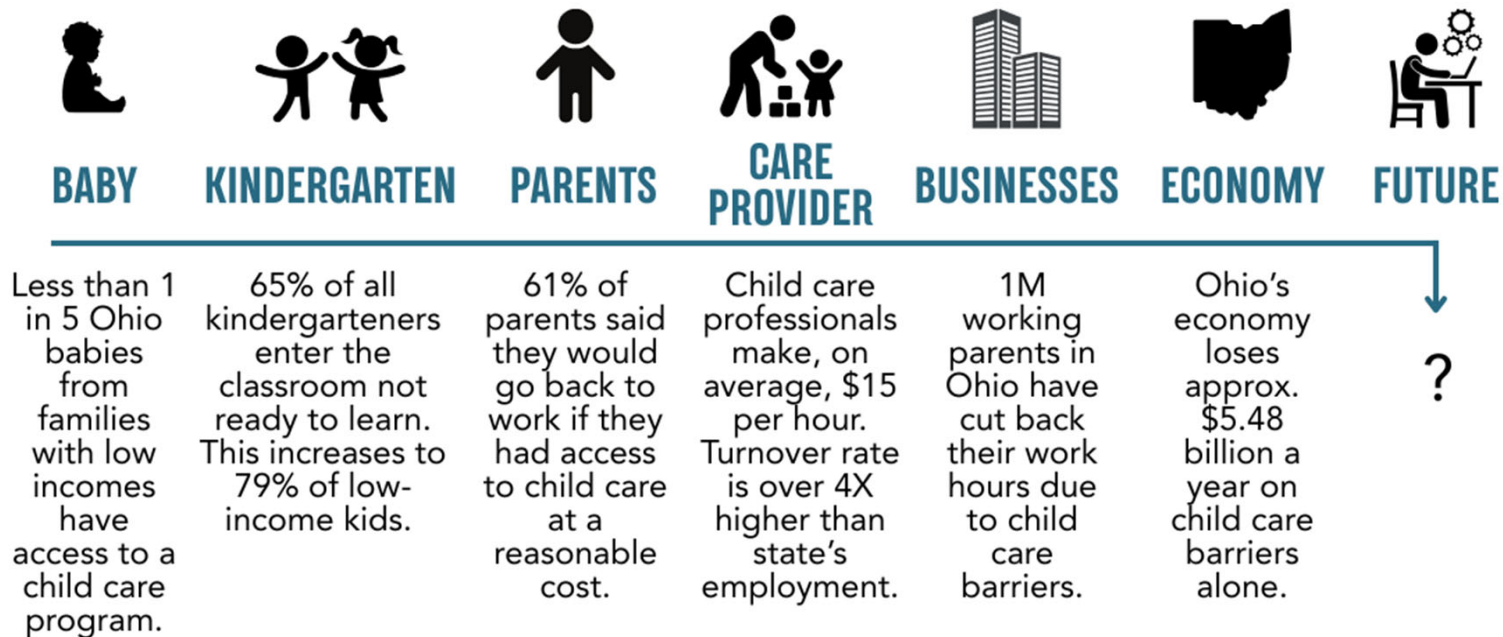 BABY
KINDERGARTEN
PARENTS
CARE
PROVIDER
BUSINESSES
ECONOMY
FUTURE
Less than 1
in 5 Ohio
babies
from
families
with low
incomes
have
access to a
child care
program.
65% of all
kindergarteners
enter the
classroom not
ready to learn.
This increases to
79% of low-
income kids.
61% of
parents said
they would
go back to
work if they
had access
to child care
at a
reasonable
cost.
Child care
professionals
make, on
average, $15
per hour.
Turnover rate
is over 4X
higher than
state's
employment.
1M
working
parents in
Ohio have
cut back
their work
hours due
to child
care
barriers.
Ohio's
economy
loses
approx.
$5.48
billion a
year on
child care
barriers
alone.
?